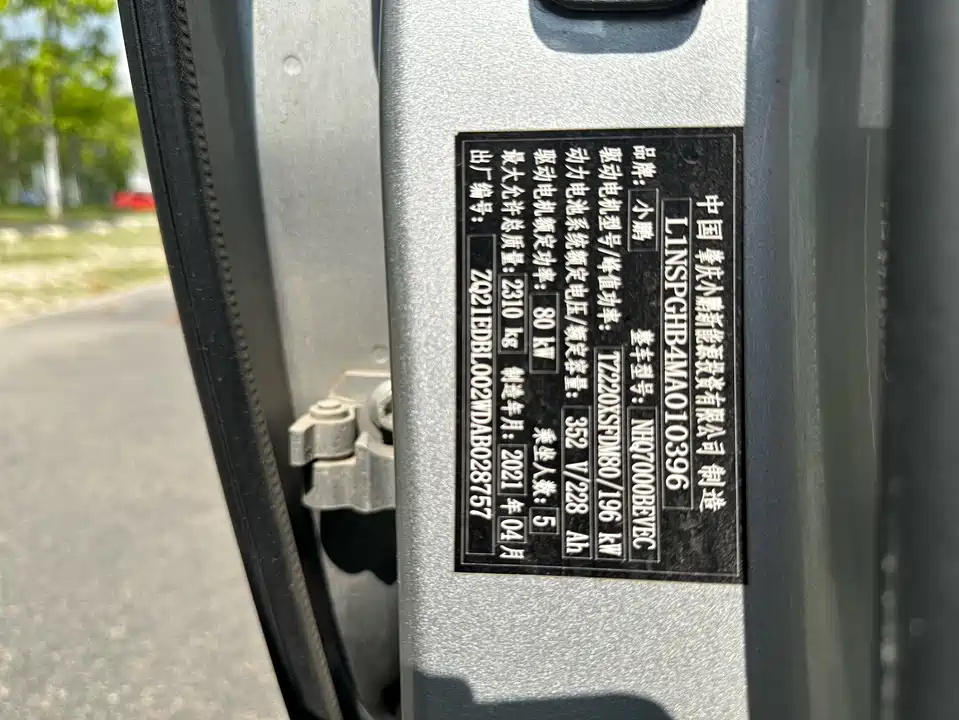 中国 肇庆小鹏新能源投资有限公司 制造
L1NSPGHB4MA010396
品牌: 小鹏 整车型号: NHQ7000BEVEC
驱动电机型号/峰值功率: TZ220XSFDM80/196 kW
动力电池系统额定电压/额定容量: 352 V/228 Ah
驱动电机额定功率: 80 kW 乘坐人数: 5
最大允许总质量: 2310 kg 制造年月: 2021 年 04 月
出厂编号: ZQ21EDBL002WDAB028757